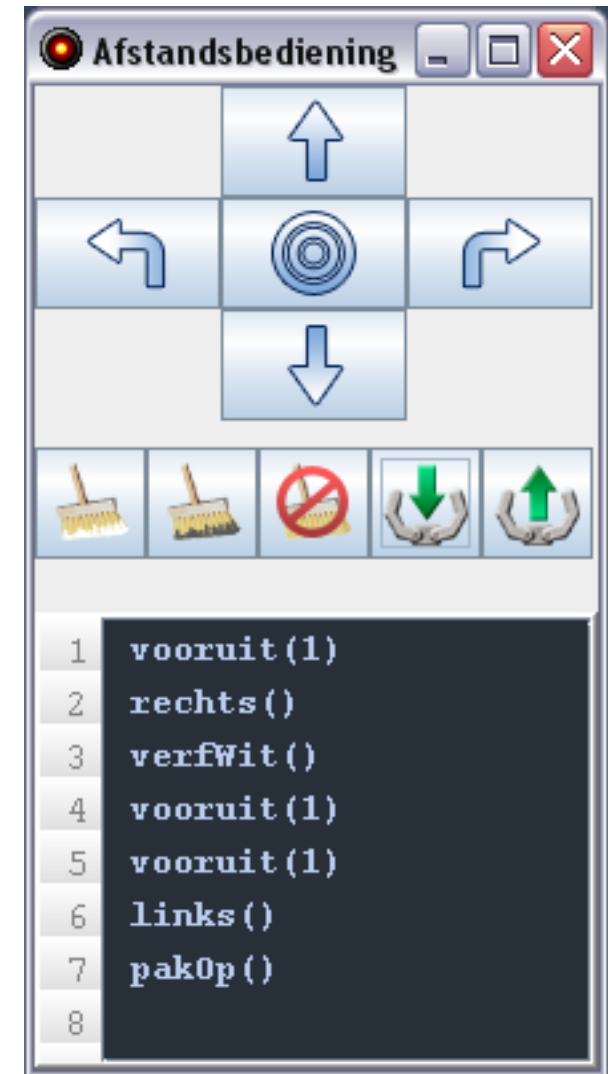 Afstandsbediening
1 vooruit(1)
2 rechts()
3 verfWit()
4 vooruit(1)
5 vooruit(1)
6 links()
7 pakOp()
8